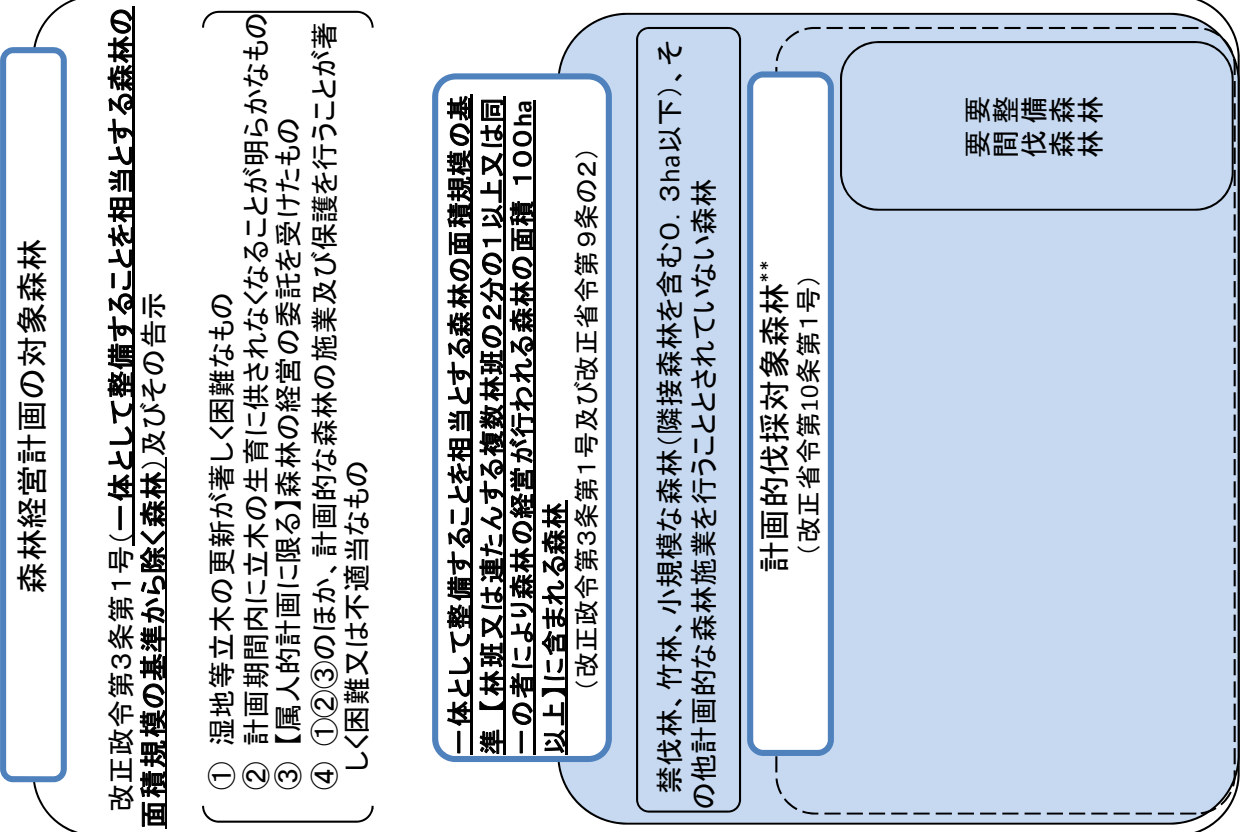 森林経営計画の対象森林
改正政令第3条第1号(一体として整備することを相当とする森林の
面積規模の基準から除く森林)及びその告示
① 湿地等立木の更新が著しく困難なもの
② 計画期間内に立木の生育に供されなくなることが明らかなもの
③ 【属人的計画に限る】森林の経営の委託を受けたもの
④ ①②③のほか、計画的な森林の施業及び保護を行うことが著
しく困難又は不適当なもの
一体として整備することを相当とする森林の面積規模の基
準【林班又は連たんする複数林班の2分の1以上又は同
一の者により森林の経営が行われる森林の面積 100ha
以上】に含まれる森林
(改正政令第3条第1号及び改正省令第9条の2)
禁伐林、竹林、小規模な森林(隣接森林を含む0.3ha以下)、そ
の他計画的な森林施業を行うこととされていない森林
計画的伐採対象森林**
(改正省令第10条第1号)
要間伐森林
要整備森林